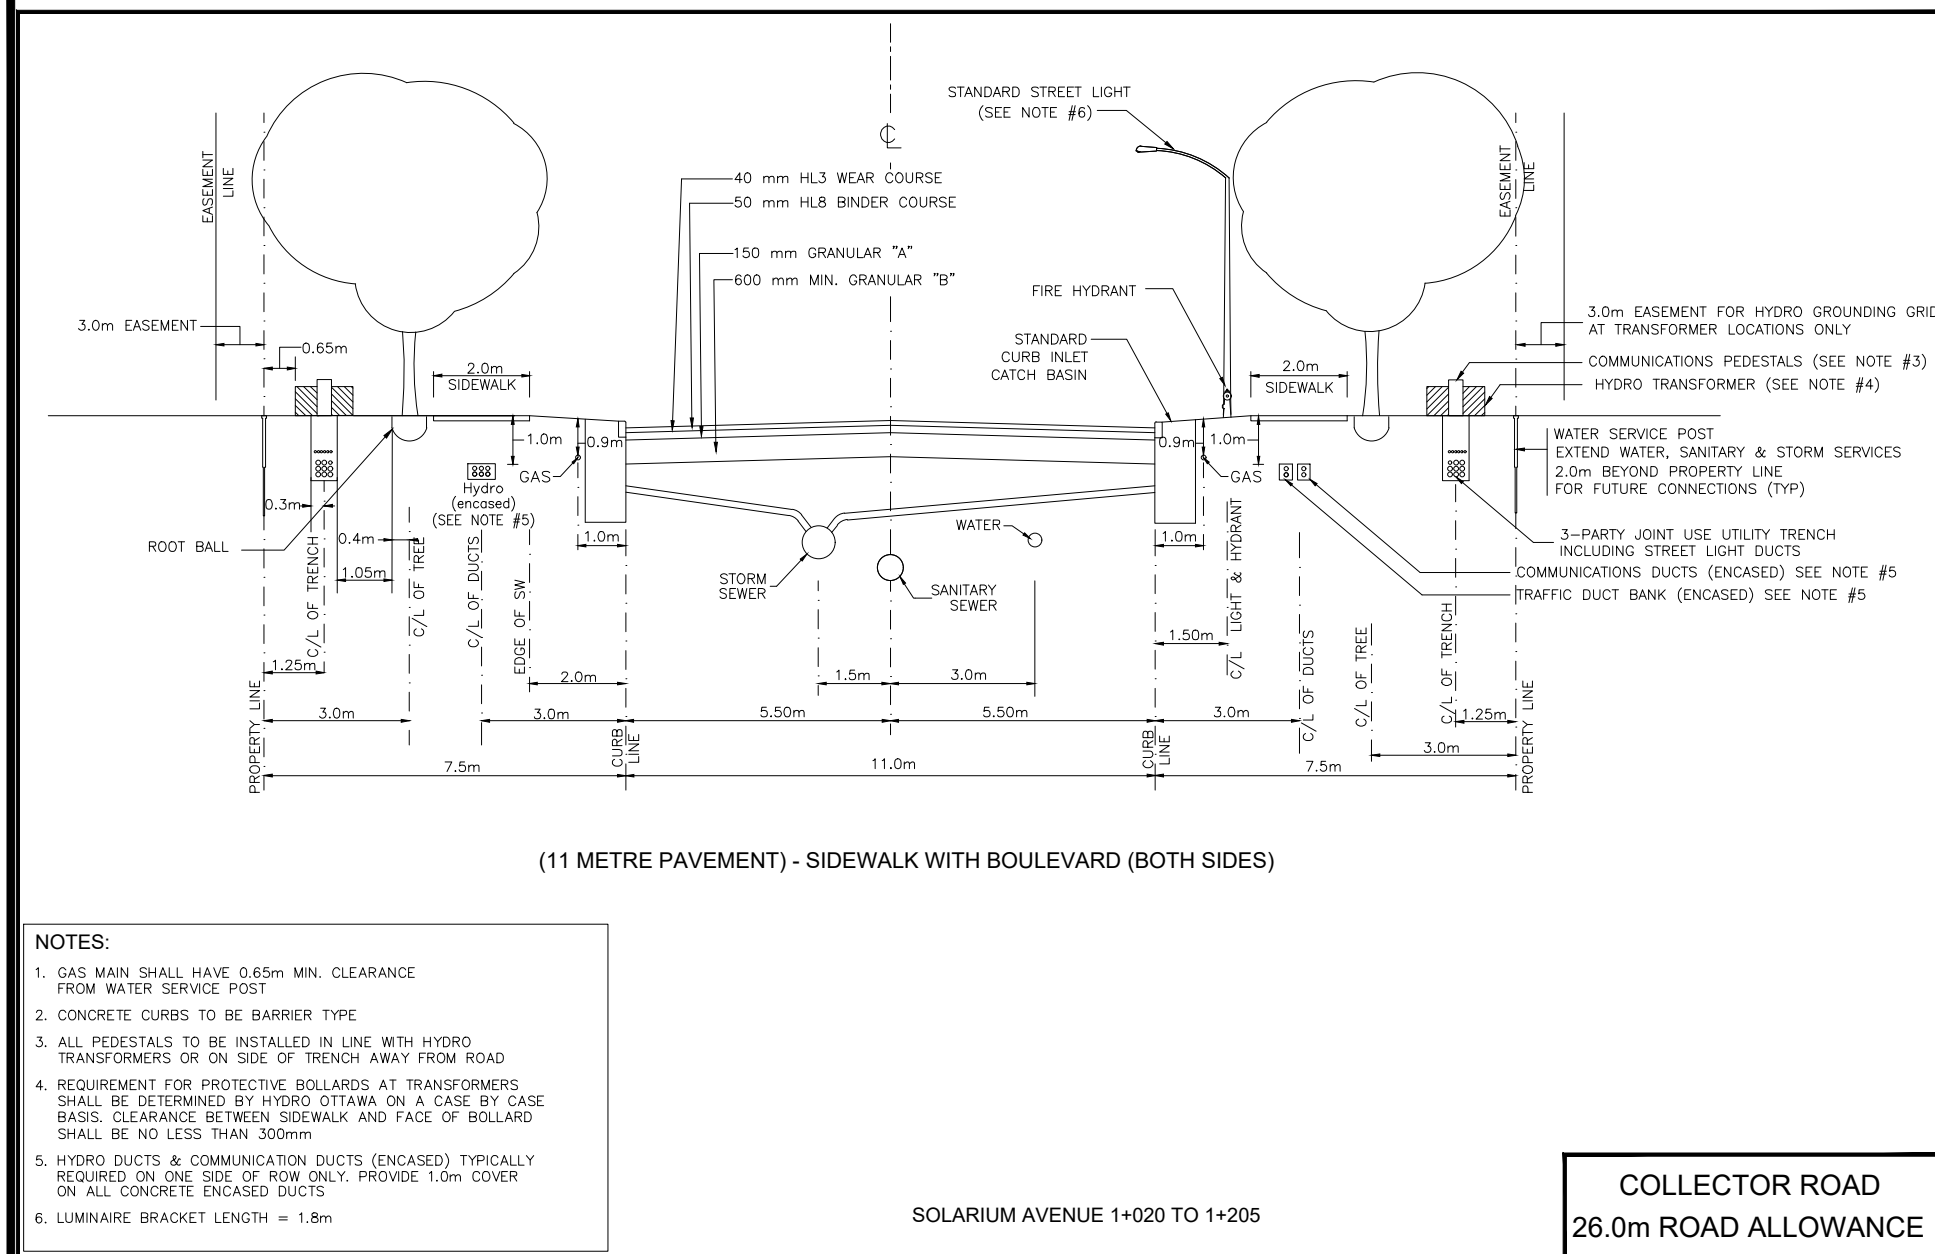 STANDARD STREET LIGHT
(SEE NOTE #6)
℄
EASEMENT
LINE
EASEMENT
LINE
40 mm HL3 WEAR COURSE
50 mm HL8 BINDER COURSE
150 mm GRANULAR "A"
600 mm MIN. GRANULAR "B"
FIRE HYDRANT
3.0m EASEMENT
0.65m
STANDARD
CURB INLET
CATCH BASIN
3.0m EASEMENT FOR HYDRO GROUNDING GRID
AT TRANSFORMER LOCATIONS ONLY
COMMUNICATIONS PEDESTALS (SEE NOTE #3)
HYDRO TRANSFORMER (SEE NOTE #4)
2.0m
SIDEWALK
2.0m
SIDEWALK
1.0m
0.9m
0.9m
1.0m
GAS
GAS
WATER SERVICE POST
EXTEND WATER, SANITARY & STORM SERVICES
2.0m BEYOND PROPERTY LINE
FOR FUTURE CONNECTIONS (TYP)
Hydro
(encased)
(SEE NOTE #5)
0.3m
0.4m
ROOT BALL
1.05m
1.0m
WATER
1.0m
STORM
SEWER
SANITARY
SEWER
3-PARTY JOINT USE UTILITY TRENCH
INCLUDING STREET LIGHT DUCTS
COMMUNICATIONS DUCTS (ENCASED) SEE NOTE #5
TRAFFIC DUCT BANK (ENCASED) SEE NOTE #5
C/L OF TRENCH
C/L OF TREE
C/L OF DUCTS
EDGE OF SW
C/L LIGHT & HYDRANT
C/L OF DUCTS
C/L OF TREE
C/L OF TRENCH
1.50m
1.25m
2.0m
1.5m
3.0m
3.0m
3.0m
5.50m
5.50m
3.0m
1.25m
3.0m
PROPERTY LINE
CURB
LINE
CURB
LINE
PROPERTY LINE
7.5m
11.0m
7.5m
(11 METRE PAVEMENT) - SIDEWALK WITH BOULEVARD (BOTH SIDES)
NOTES:
1. GAS MAIN SHALL HAVE 0.65m MIN. CLEARANCE
FROM WATER SERVICE POST
2. CONCRETE CURBS TO BE BARRIER TYPE
3. ALL PEDESTALS TO BE INSTALLED IN LINE WITH HYDRO
TRANSFORMERS OR ON SIDE OF TRENCH AWAY FROM ROAD
4. REQUIREMENT FOR PROTECTIVE BOLLARDS AT TRANSFORMERS
SHALL BE DETERMINED BY HYDRO OTTAWA ON A CASE BY CASE
BASIS. CLEARANCE BETWEEN SIDEWALK AND FACE OF BOLLARD
SHALL BE NO LESS THAN 300mm
5. HYDRO DUCTS & COMMUNICATION DUCTS (ENCASED) TYPICALLY
REQUIRED ON ONE SIDE OF ROW ONLY. PROVIDE 1.0m COVER
ON ALL CONCRETE ENCASED DUCTS
6. LUMINAIRE BRACKET LENGTH = 1.8m
SOLARIUM AVENUE 1+020 TO 1+205
COLLECTOR ROAD
26.0m ROAD ALLOWANCE